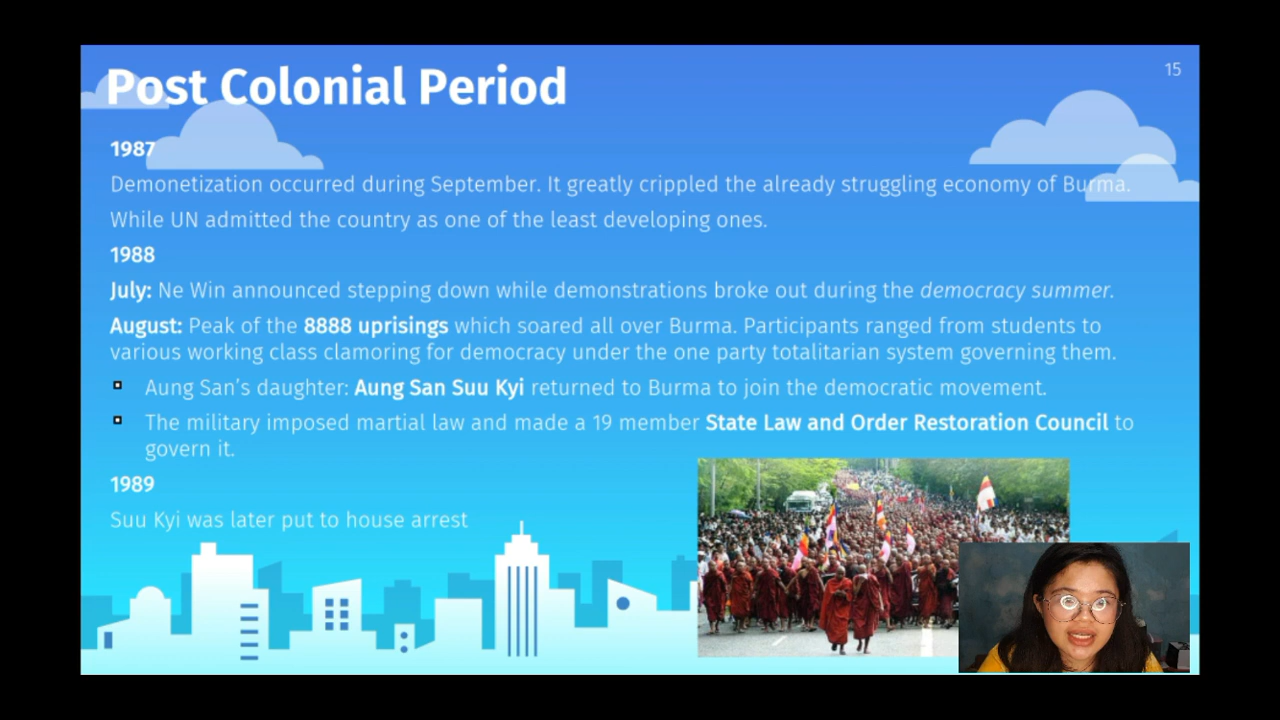 Post Colonial Period
15
1987
Demonetization occurred during September. It greatly crippled the already struggling economy of Burma.
While UN admitted the country as one of the least developing ones.
1988
July: Ne Win announced stepping down while demonstrations broke out during the democracy summer.
August: Peak of the 8888 uprisings which soared all over Burma. Participants ranged from students to
various working class clamoring for democracy under the one party totalitarian system governing them.
Aung San’s daughter: Aung San Suu Kyi returned to Burma to join the democratic movement.
The military imposed martial law and made a 19 member State Law and Order Restoration Council to
govern it.
1989
Suu Kyi was later put to house arrest